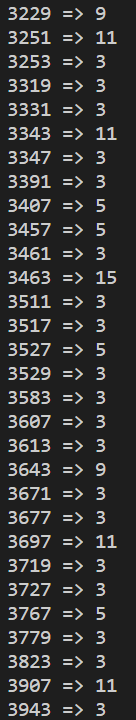 3229 => 9
3251 => 11
3253 => 3
3319 => 3
3331 => 3
3343 => 11
3347 => 3
3391 => 3
3407 => 5
3457 => 5
3461 => 3
3463 => 15
3511 => 3
3517 => 3
3527 => 5
3529 => 3
3583 => 3
3607 => 3
3613 => 3
3643 => 9
3671 => 3
3677 => 3
3697 => 11
3719 => 3
3727 => 3
3767 => 5
3779 => 3
3823 => 3
3907 => 11
3943 => 3